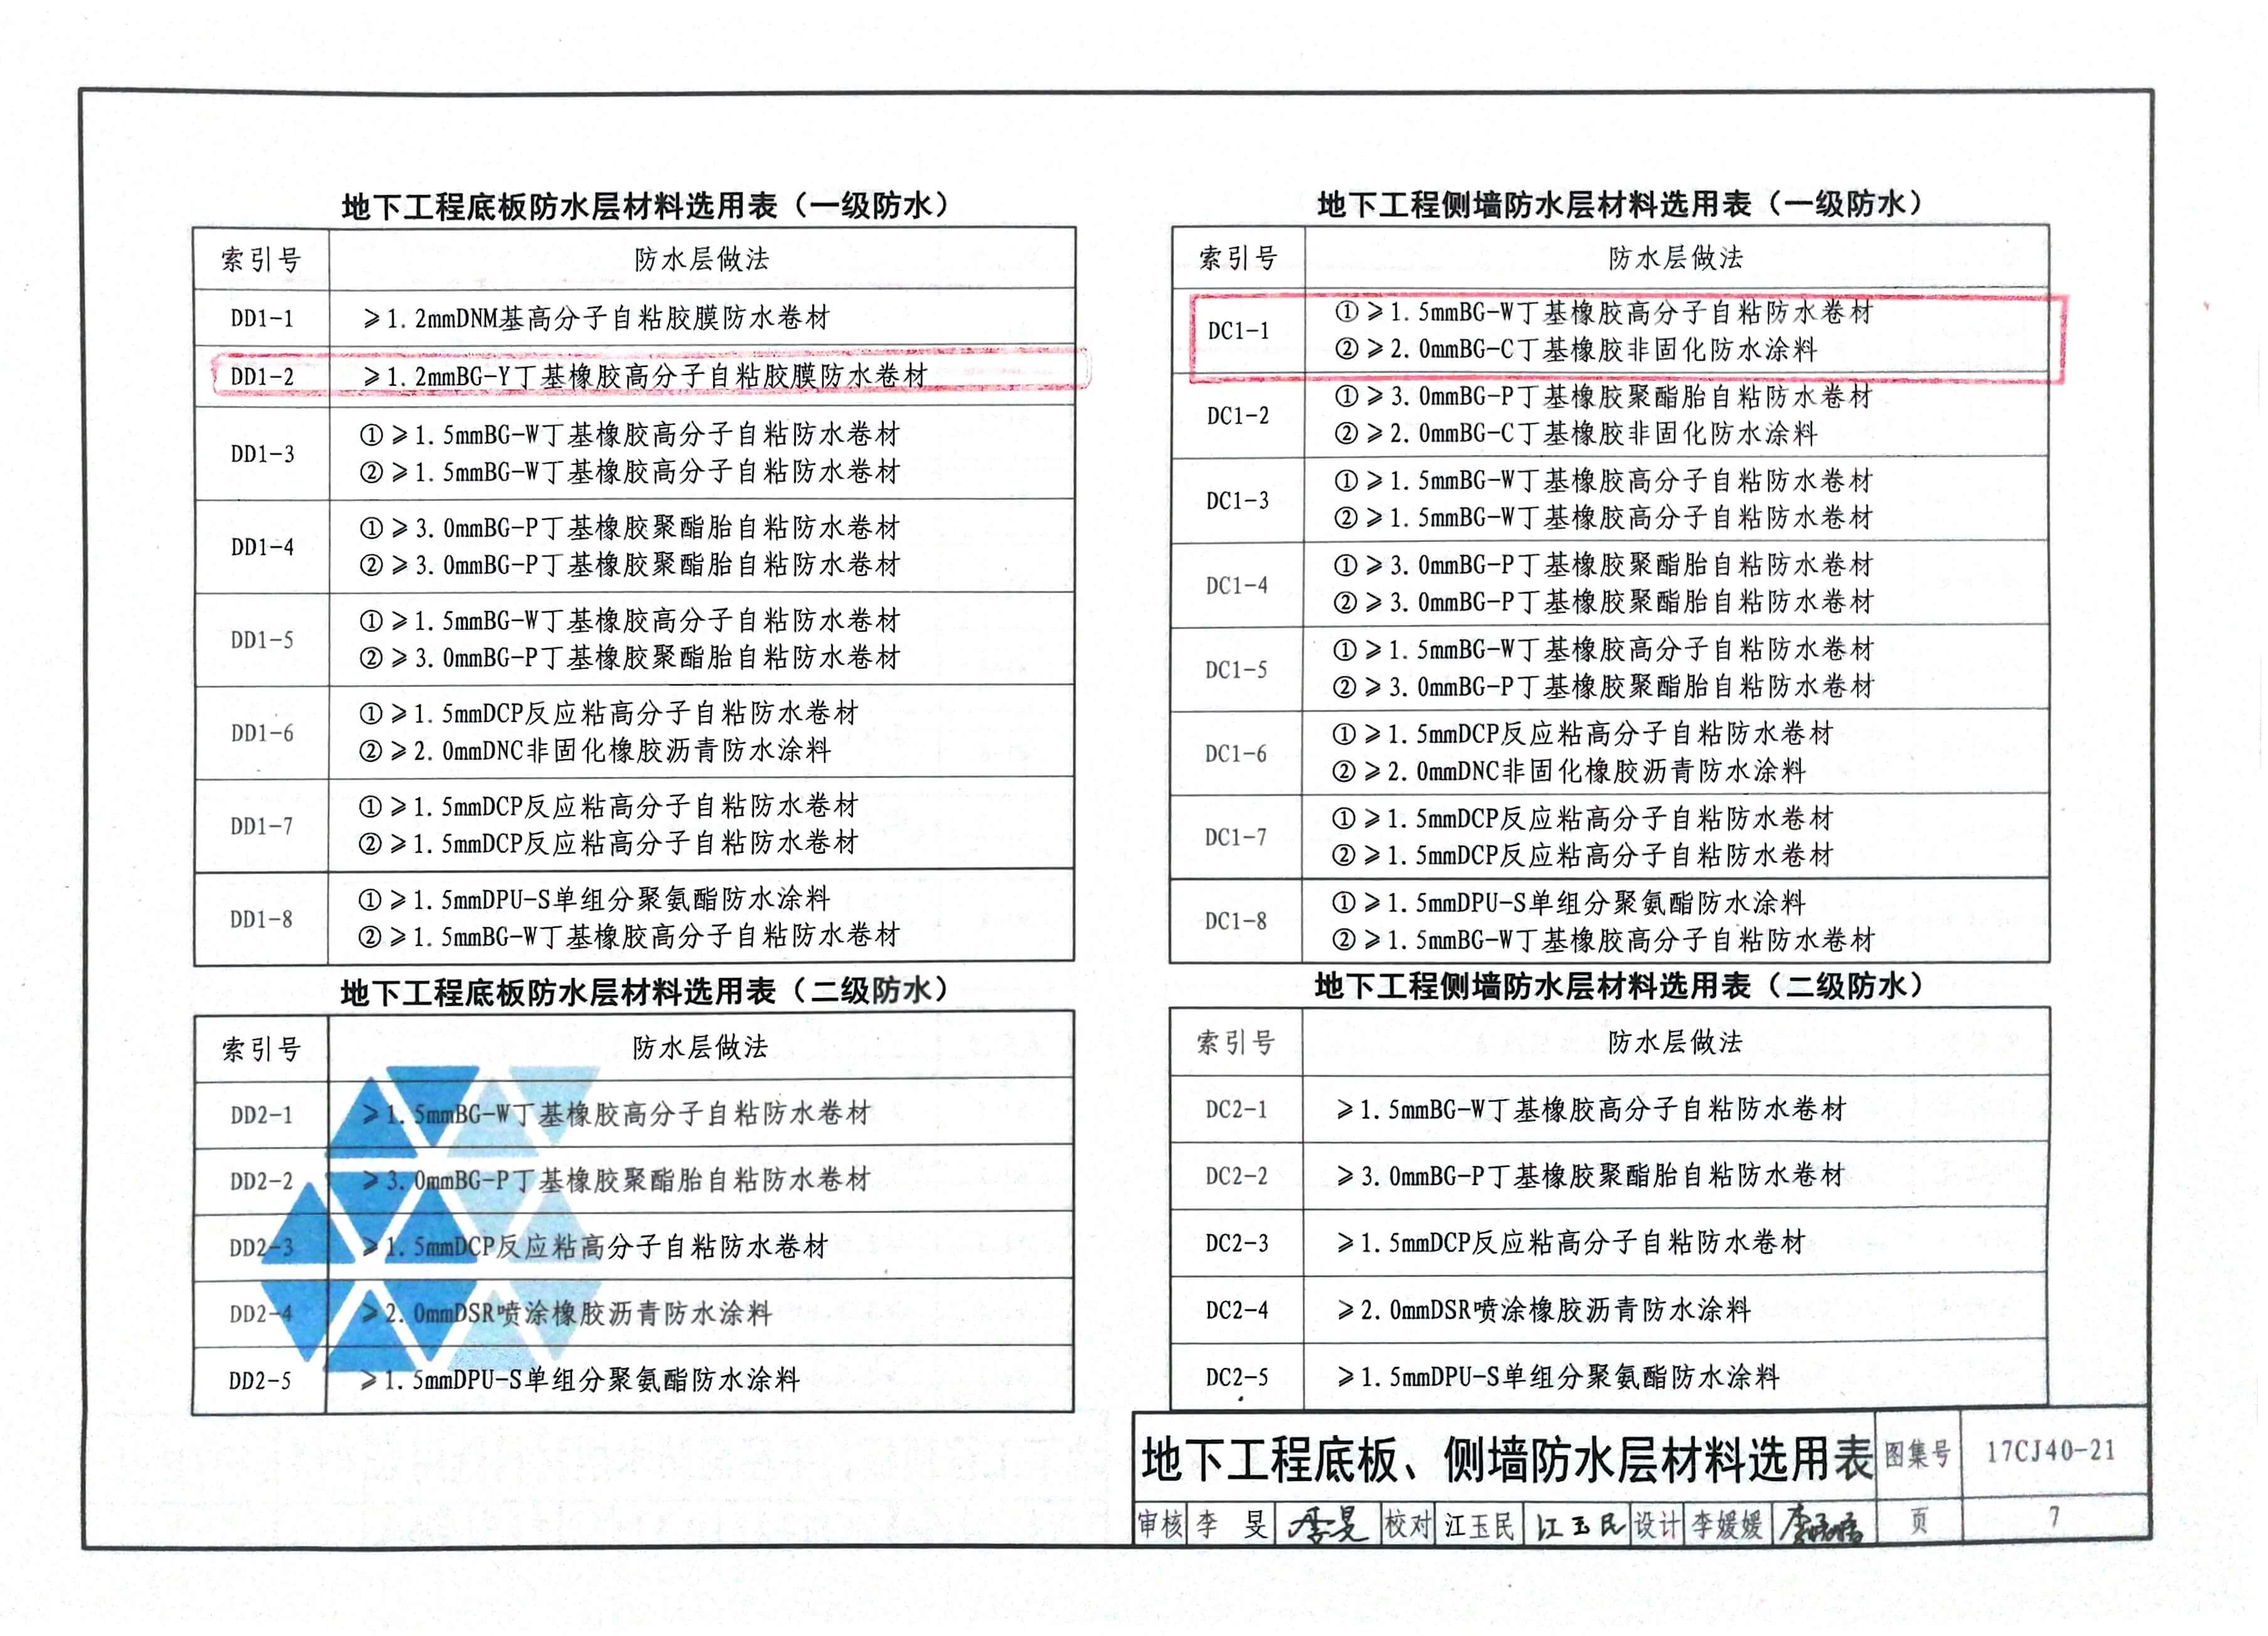 地下工程底板防水层材料选用表（一级防水）
索引号 防水层做法
DD1-1 ≥1.2mmDNM基高分子自粘胶膜防水卷材
DD1-2 ≥1.2mmBG-Y丁基橡胶高分子自粘胶膜防水卷材
DD1-3 ①≥1.5mmBG-W丁基橡胶高分子自粘防水卷材
②≥1.5mmBG-W丁基橡胶高分子自粘防水卷材
DD1-4 ①≥3.0mmBG-P丁基橡胶聚酯胎自粘防水卷材
②≥3.0mmBG-P丁基橡胶聚酯胎自粘防水卷材
DD1-5 ①≥1.5mmBG-W丁基橡胶高分子自粘防水卷材
②≥3.0mmBG-P丁基橡胶聚酯胎自粘防水卷材
DD1-6 ①≥1.5mmDCP反应粘高分子自粘防水卷材
②≥2.0mmDNC非固化橡胶沥青防水涂料
DD1-7 ①≥1.5mmDCP反应粘高分子自粘防水卷材
②≥1.5mmDCP反应粘高分子自粘防水卷材
DD1-8 ①≥1.5mmDPU-S单组分聚氨酯防水涂料
②≥1.5mmBG-W丁基橡胶高分子自粘防水卷材
地下工程底板防水层材料选用表（二级防水）
索引号 防水层做法
DD2-1 ≥1.5mmBG-W丁基橡胶高分子自粘防水卷材
DD2-2 ≥3.0mmBG-P丁基橡胶聚酯胎自粘防水卷材
DD2-3 ≥1.5mmDCP反应粘高分子自粘防水卷材
DD2-4 ≥2.0mmDSR喷涂橡胶沥青防水涂料
DD2-5 ≥1.5mmDPU-S单组分聚氨酯防水涂料
地下工程侧墙防水层材料选用表（一级防水）
索引号 防水层做法
DC1-1 ①≥1.5mmBG-W丁基橡胶高分子自粘防水卷材
②≥2.0mmBG-C丁基橡胶非固化防水涂料
DC1-2 ①≥3.0mmBG-P丁基橡胶聚酯胎自粘防水卷材
②≥2.0mmBG-C丁基橡胶非固化防水涂料
DC1-3 ①≥1.5mmBG-W丁基橡胶高分子自粘防水卷材
②≥1.5mmBG-W丁基橡胶高分子自粘防水卷材
DC1-4 ①≥3.0mmBG-P丁基橡胶聚酯胎自粘防水卷材
②≥3.0mmBG-P丁基橡胶聚酯胎自粘防水卷材
DC1-5 ①≥1.5mmBG-W丁基橡胶高分子自粘防水卷材
②≥3.0mmBG-P丁基橡胶聚酯胎自粘防水卷材
DC1-6 ①≥1.5mmDCP反应粘高分子自粘防水卷材
②≥2.0mmDNC非固化橡胶沥青防水涂料
DC1-7 ①≥1.5mmDCP反应粘高分子自粘防水卷材
②≥1.5mmDCP反应粘高分子自粘防水卷材
DC1-8 ①≥1.5mmDPU-S单组分聚氨酯防水涂料
②≥1.5mmBG-W丁基橡胶高分子自粘防水卷材
地下工程侧墙防水层材料选用表（二级防水）
索引号 防水层做法
DC2-1 ≥1.5mmBG-W丁基橡胶高分子自粘防水卷材
DC2-2 ≥3.0mmBG-P丁基橡胶聚酯胎自粘防水卷材
DC2-3 ≥1.5mmDCP反应粘高分子自粘防水卷材
DC2-4 ≥2.0mmDSR喷涂橡胶沥青防水涂料
DC2-5 ≥1.5mmDPU-S单组分聚氨酯防水涂料
地下工程底板、侧墙防水层材料选用表 图集号 17CJ40-21
审核 李 旻 李旻 校对 江玉民 江玉民 设计 李媛媛 李媛媛 页 7